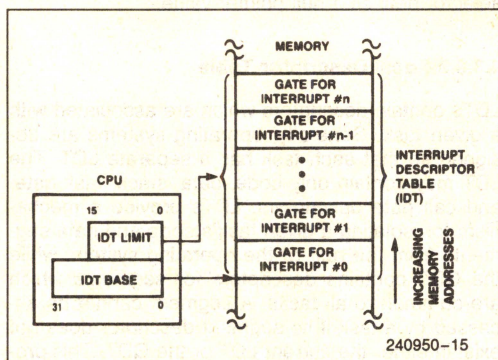 MEMORY
GATE FOR
INTERRUPT #n
GATE FOR
INTERRUPT #n-1
GATE FOR
INTERRUPT #1
GATE FOR
INTERRUPT #0
INTERRUPT
DESCRIPTOR
TABLE
(IDT)
CPU
15 0
IDT LIMIT
IDT BASE
31 0
INCREASING
MEMORY
ADDRESSES
240950-15